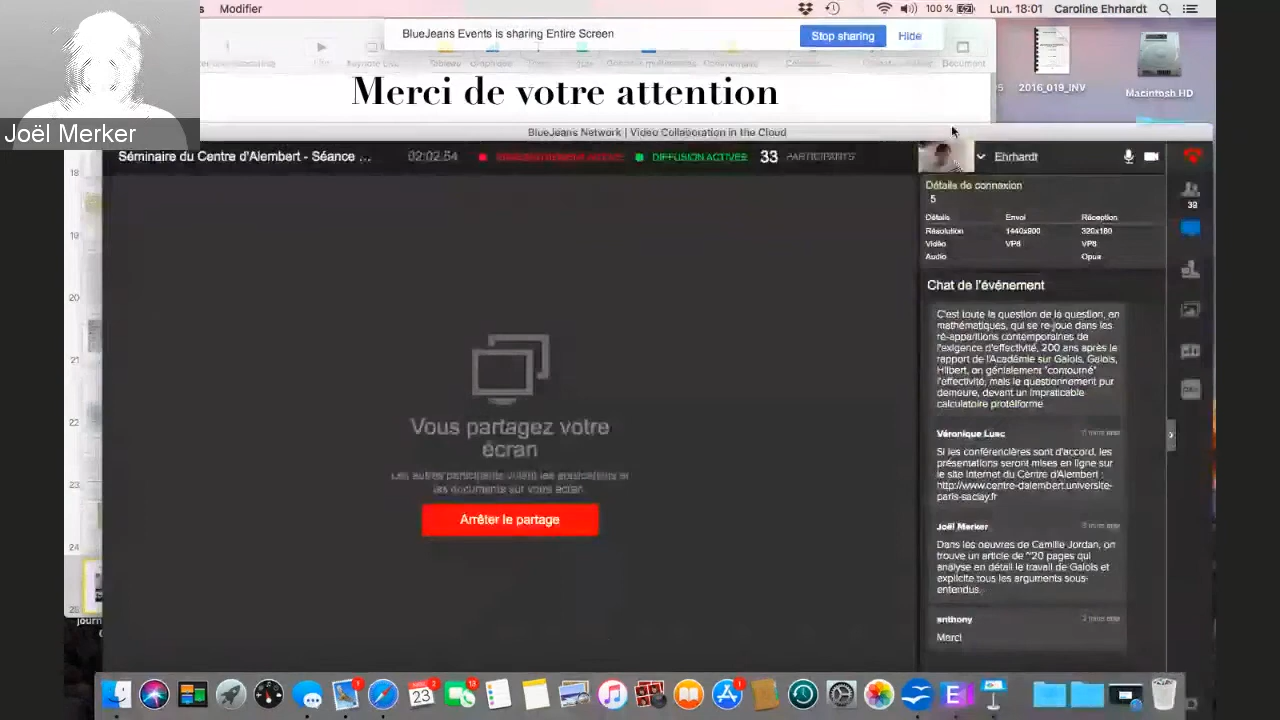 Modifier
100 %
Lun. 18:01
Caroline Ehrhardt
BlueJeans Events is sharing Entire Screen
Stop sharing
Hide
Document
Merci de votre attention
2016_019_INV
Macintosh HD
Joël Merker
BlueJeans Network | Video Collaboration in the Cloud
Séminaire du Centre d'Alembert - Séance ...
02:02:54
DIFFUSION ACTIVEE
33 PARTICIPANTS
Ehrhardt
Détails de connexion
5
Détails Envoi Réception
Résolution 1440x900 320x180
Vidéo VP8 VP8
Audio Opus
Chat de l'événement
C'est toute la question de la question, en
mathématiques, qui se re-joue dans les
ré-apparitions contemporaines de
l'exigence d'effectivité, 200 ans après le
rapport de l'Académie sur Galois, Galois,
Hilbert, on génialement "contourné"
l'effectivité, mais le questionnement pur
demeure, devant un impraticable
calculatoire protéiforme
Véronique Lusc
Si les conférencières sont d'accord, les
présentations seront mises en ligne sur
le site Internet du Centre d'Alembert :
http://www.centre-dalembert.universite-
paris-saclay.fr
Joël Merker
Dans les oeuvres de Camille Jordan, on
trouve un article de ~20 pages qui
analyse en détail le travail de Galois et
explicite tous les arguments sous-
entendus.
anthony
Merci
Vous partagez votre
écran
Les autres participants voient les applications et
les documents sur votre écran
Arrêter le partage
18
19
20
21
22
23
24
25